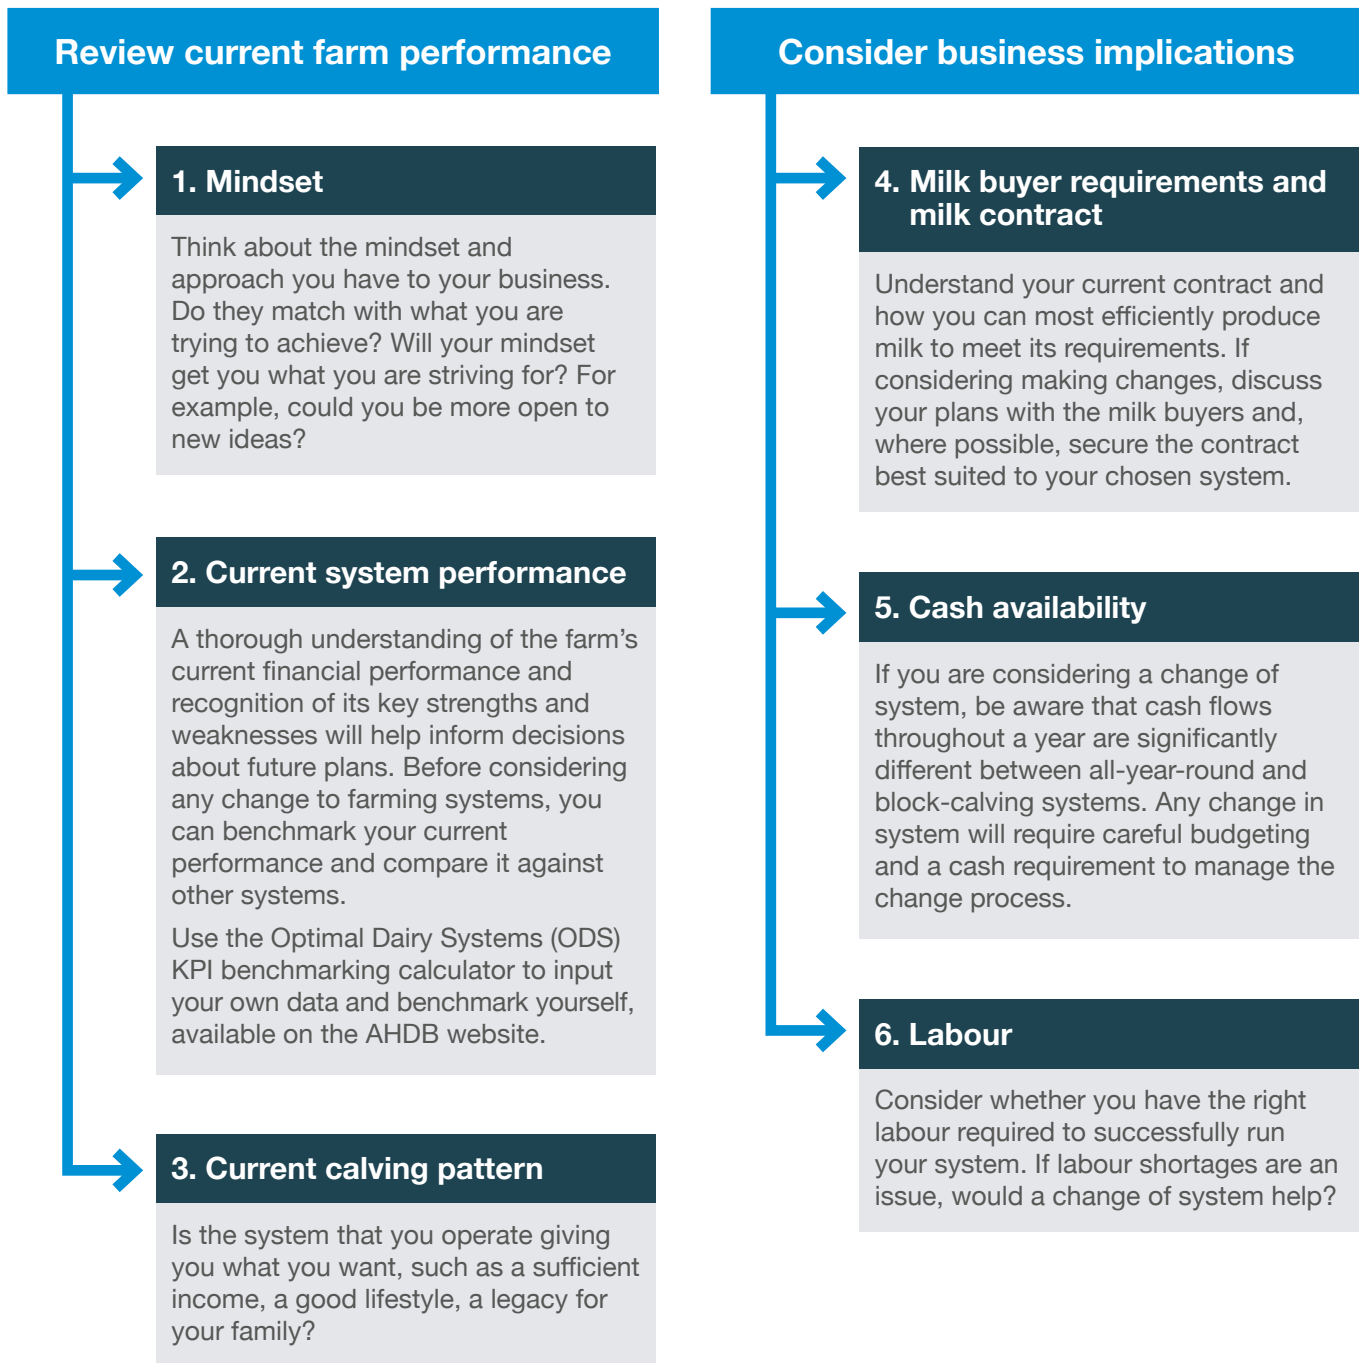 Review current farm performance
1. Mindset
Think about the mindset and
approach you have to your business.
Do they match with what you are
trying to achieve? Will your mindset
get you what you are striving for? For
example, could you be more open to
new ideas?
2. Current system performance
A thorough understanding of the farm's
current financial performance and
recognition of its key strengths and
weaknesses will help inform decisions
about future plans. Before considering
any change to farming systems, you
can benchmark your current
performance and compare it against
other systems.
Use the Optimal Dairy Systems (ODS)
KPI benchmarking calculator to input
your own data and benchmark yourself,
available on the AHDB website.
3. Current calving pattern
Is the system that you operate giving
you what you want, such as a sufficient
income, a good lifestyle, a legacy for
your family?
Consider business implications
4. Milk buyer requirements and
milk contract
Understand your current contract and
how you can most efficiently produce
milk to meet its requirements. If
considering making changes, discuss
your plans with the milk buyers and,
where possible, secure the contract
best suited to your chosen system.
5. Cash availability
If you are considering a change of
system, be aware that cash flows
throughout a year are significantly
different between all-year-round and
block-calving systems. Any change in
system will require careful budgeting
and a cash requirement to manage the
change process.
6. Labour
Consider whether you have the right
labour required to successfully run
your system. If labour shortages are an
issue, would a change of system help?